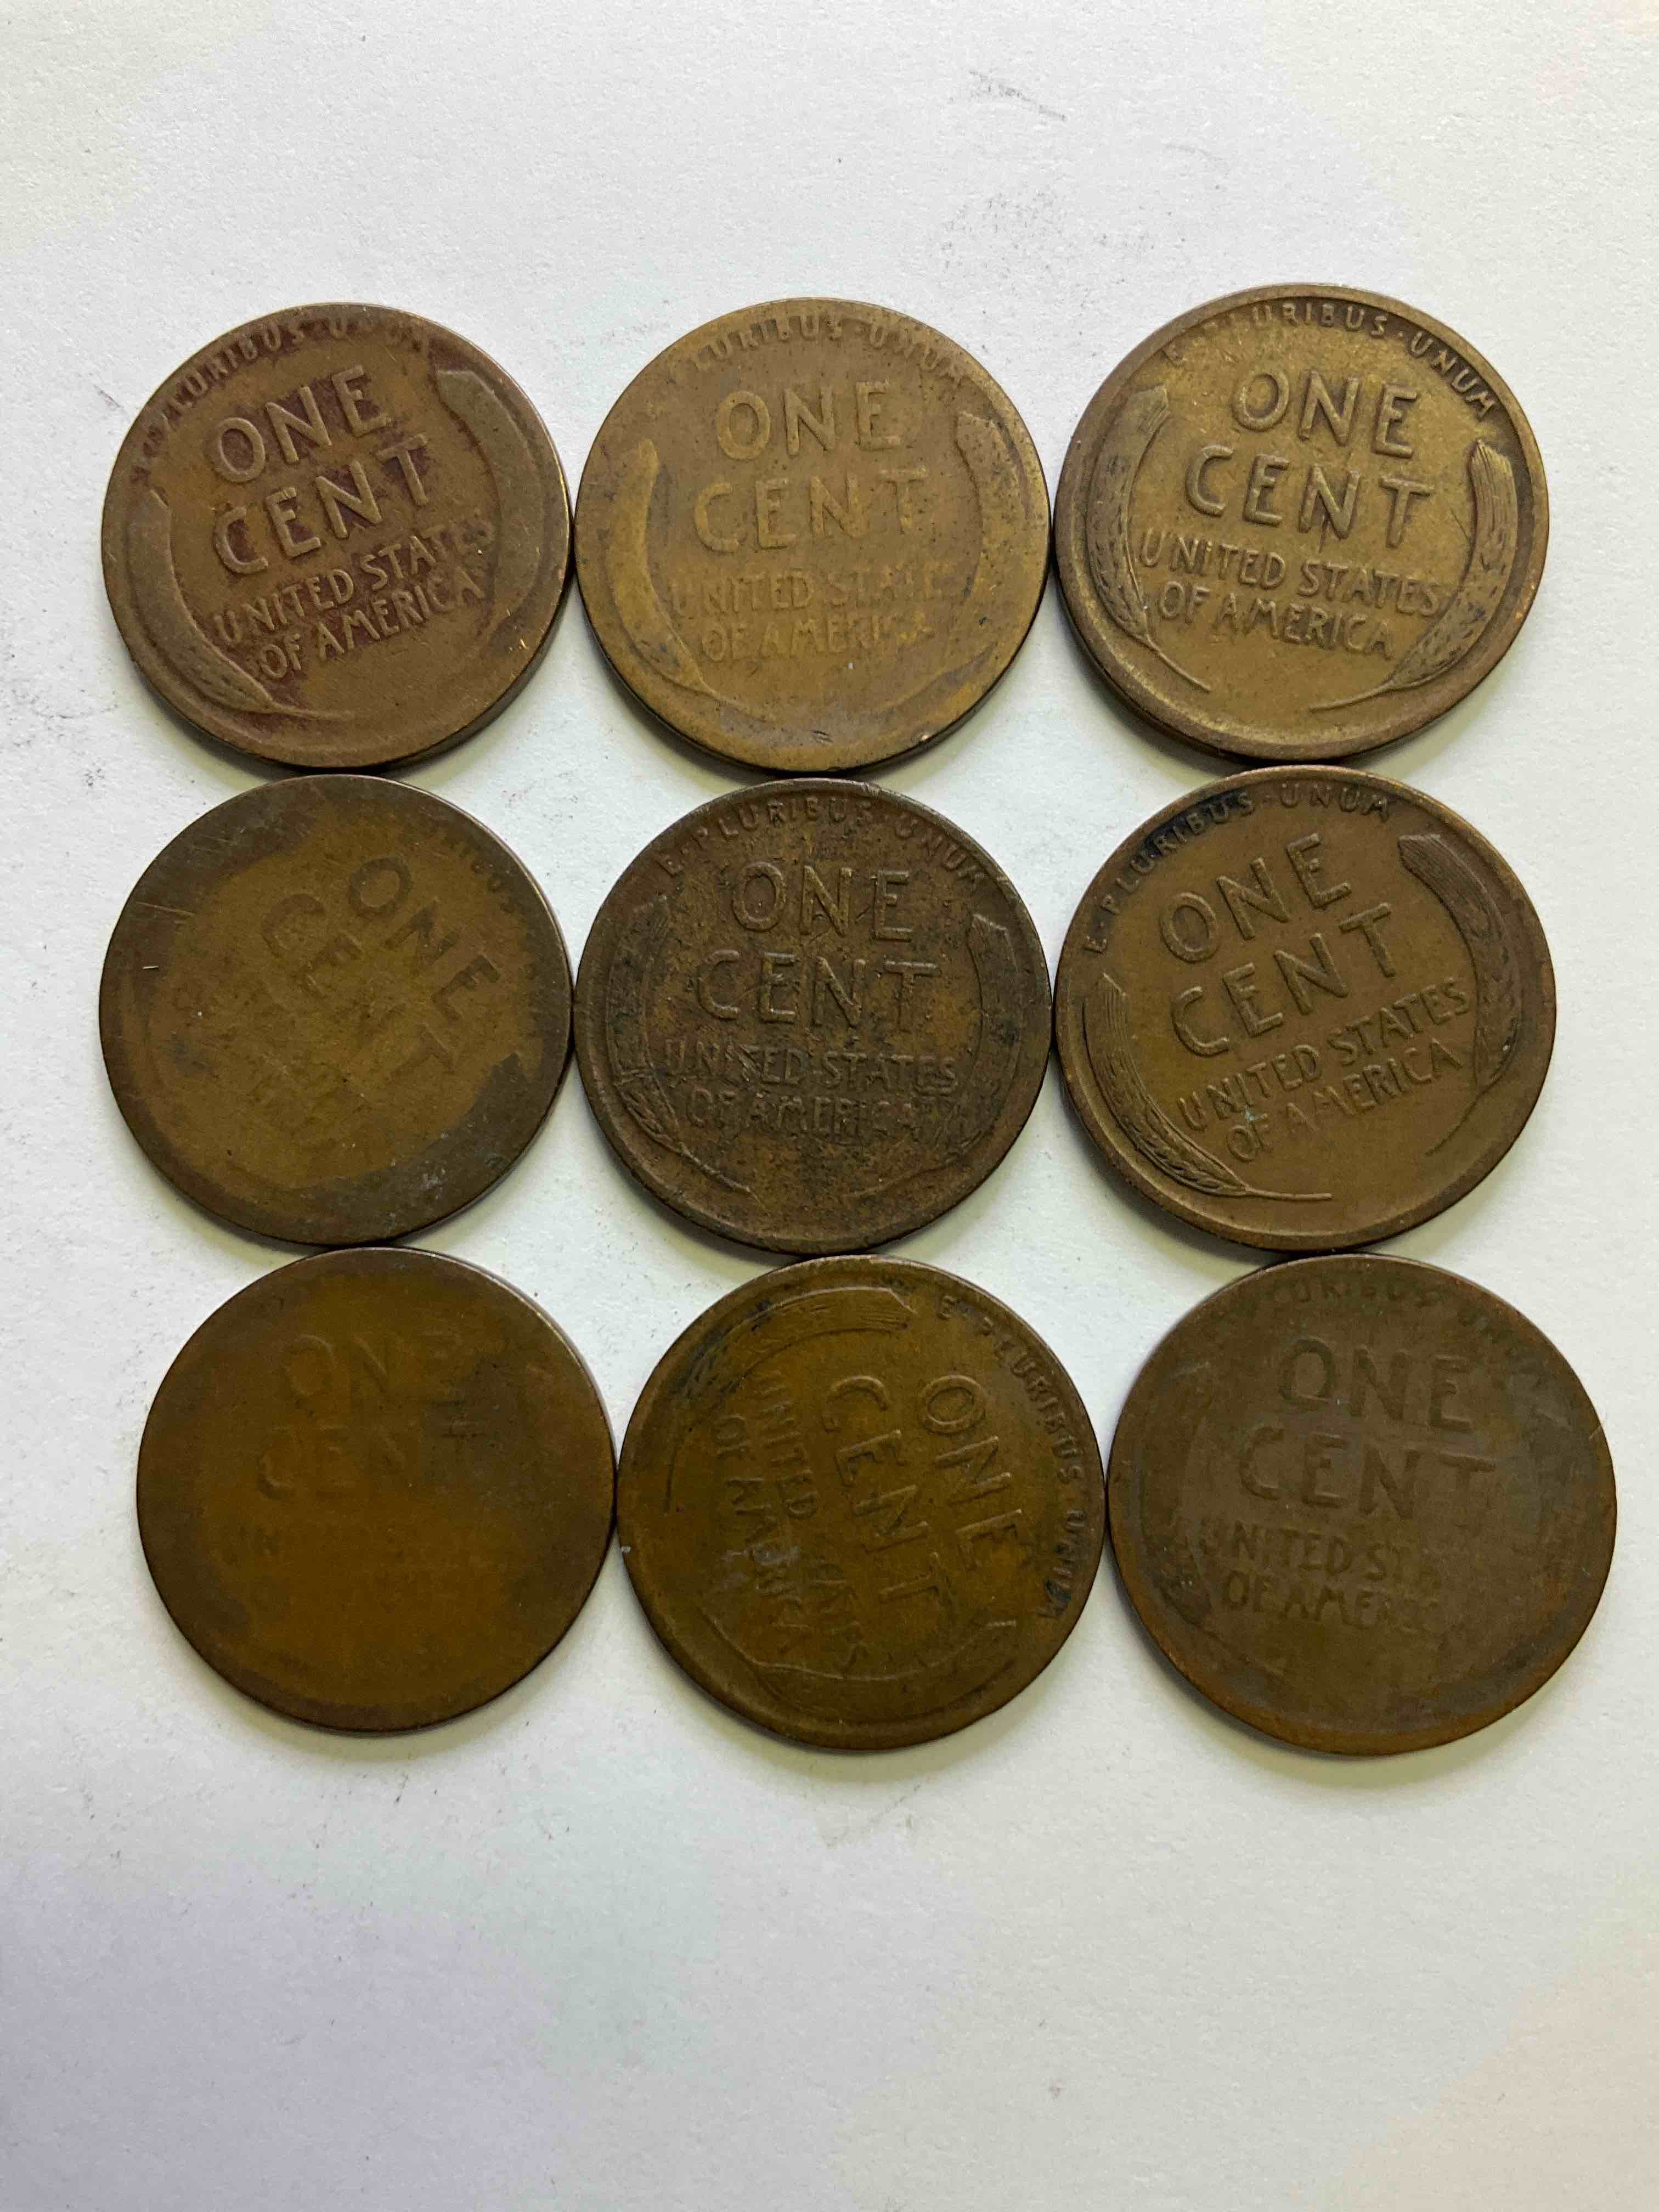 PLURIBUS · UNUM
ONE
CENT
UNITED STATES
OF AMERICA
PLURIBUS · UNUM
ONE
CENT
UNITED STATES
OF AMERICA
E · PLURIBUS · UNUM
ONE
CENT
UNITED STATES
OF AMERICA
ONE
CENT
E · PLURIBUS · UNUM
ONE
CENT
UNITED STATES
OF AMERICA
E · PLURIBUS · UNUM
ONE
CENT
UNITED STATES
OF AMERICA
ONE
CENT
E · PLURIBUS · UNUM
ONE
CENT
UNITED STATES
OF AMERICA
PLURIBUS
ONE
CENT
UNITED
OF AMERICA